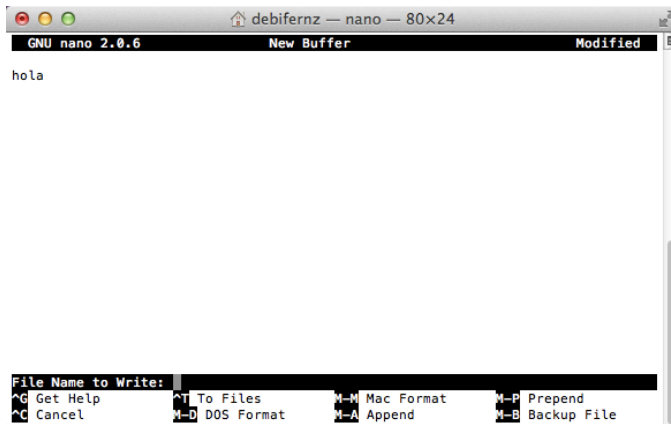 debifernz — nano — 80×24
GNU nano 2.0.6 New Buffer Modified
hola
File Name to Write:
^G Get Help ^T To Files M-M Mac Format M-P Prepend
^C Cancel M-D DOS Format M-A Append M-B Backup File